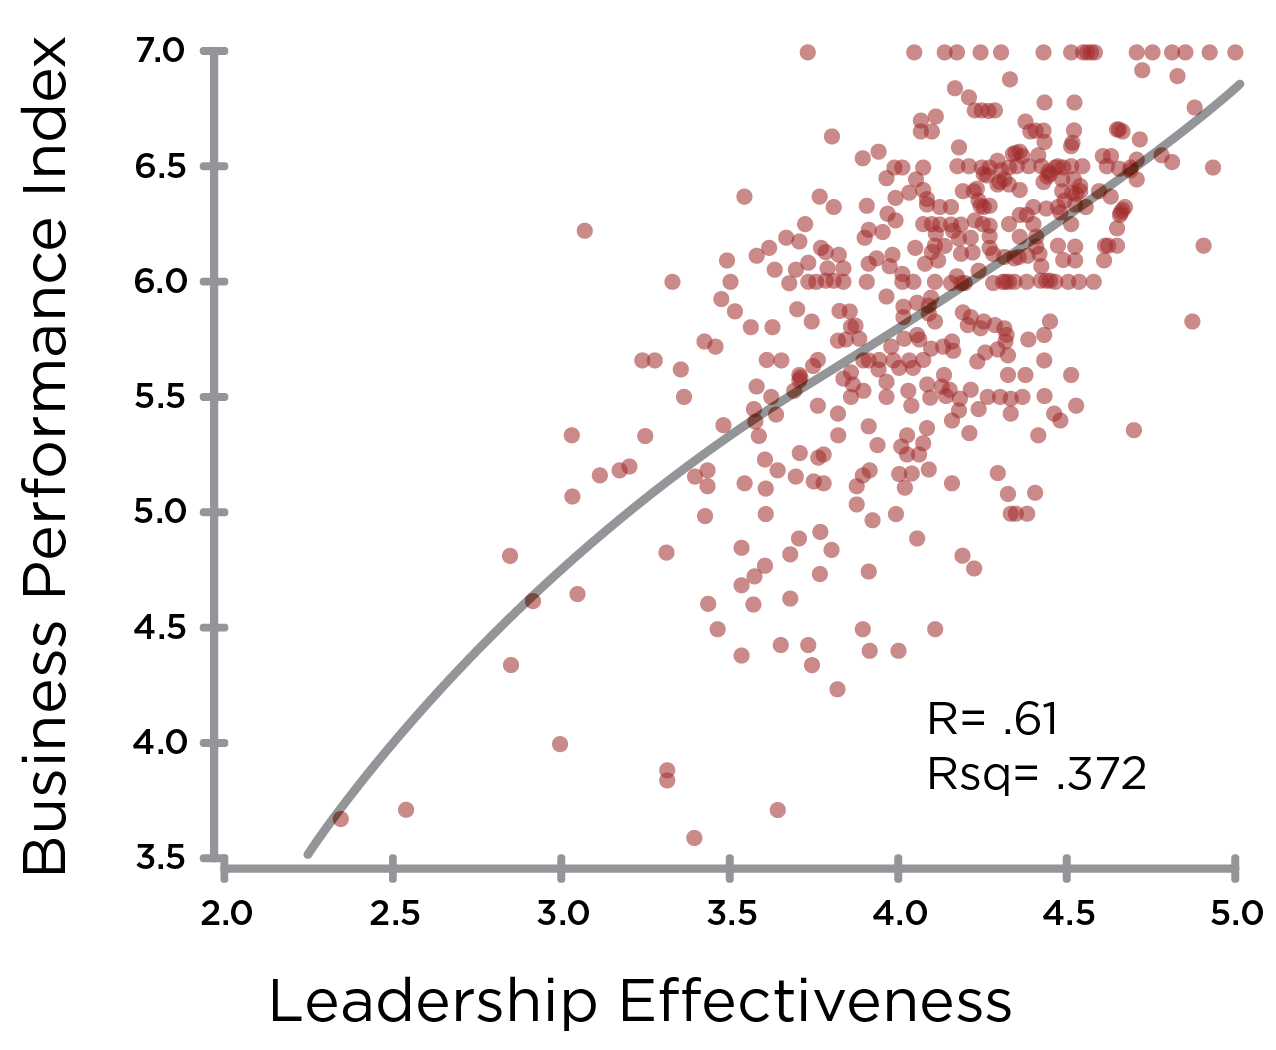 Business Performance Index
7.0
6.5
6.0
5.5
5.0
4.5
4.0
3.5
R= .61
Rsq= .372
2.0 2.5 3.0 3.5 4.0 4.5 5.0
Leadership Effectiveness